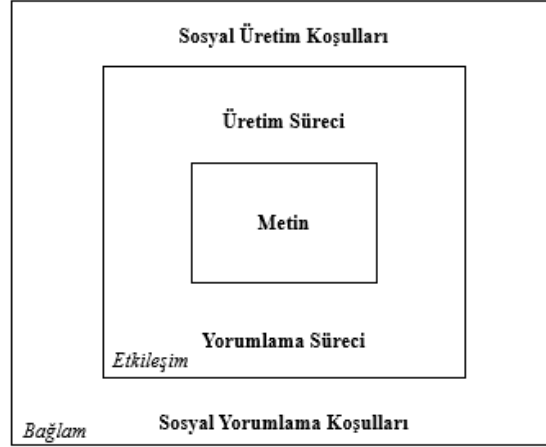 Sosyal Üretim Koşulları
Üretim Süreci
Metin
Yorumlama Süreci
Etkileşim
Sosyal Yorumlama Koşulları
Bağlam